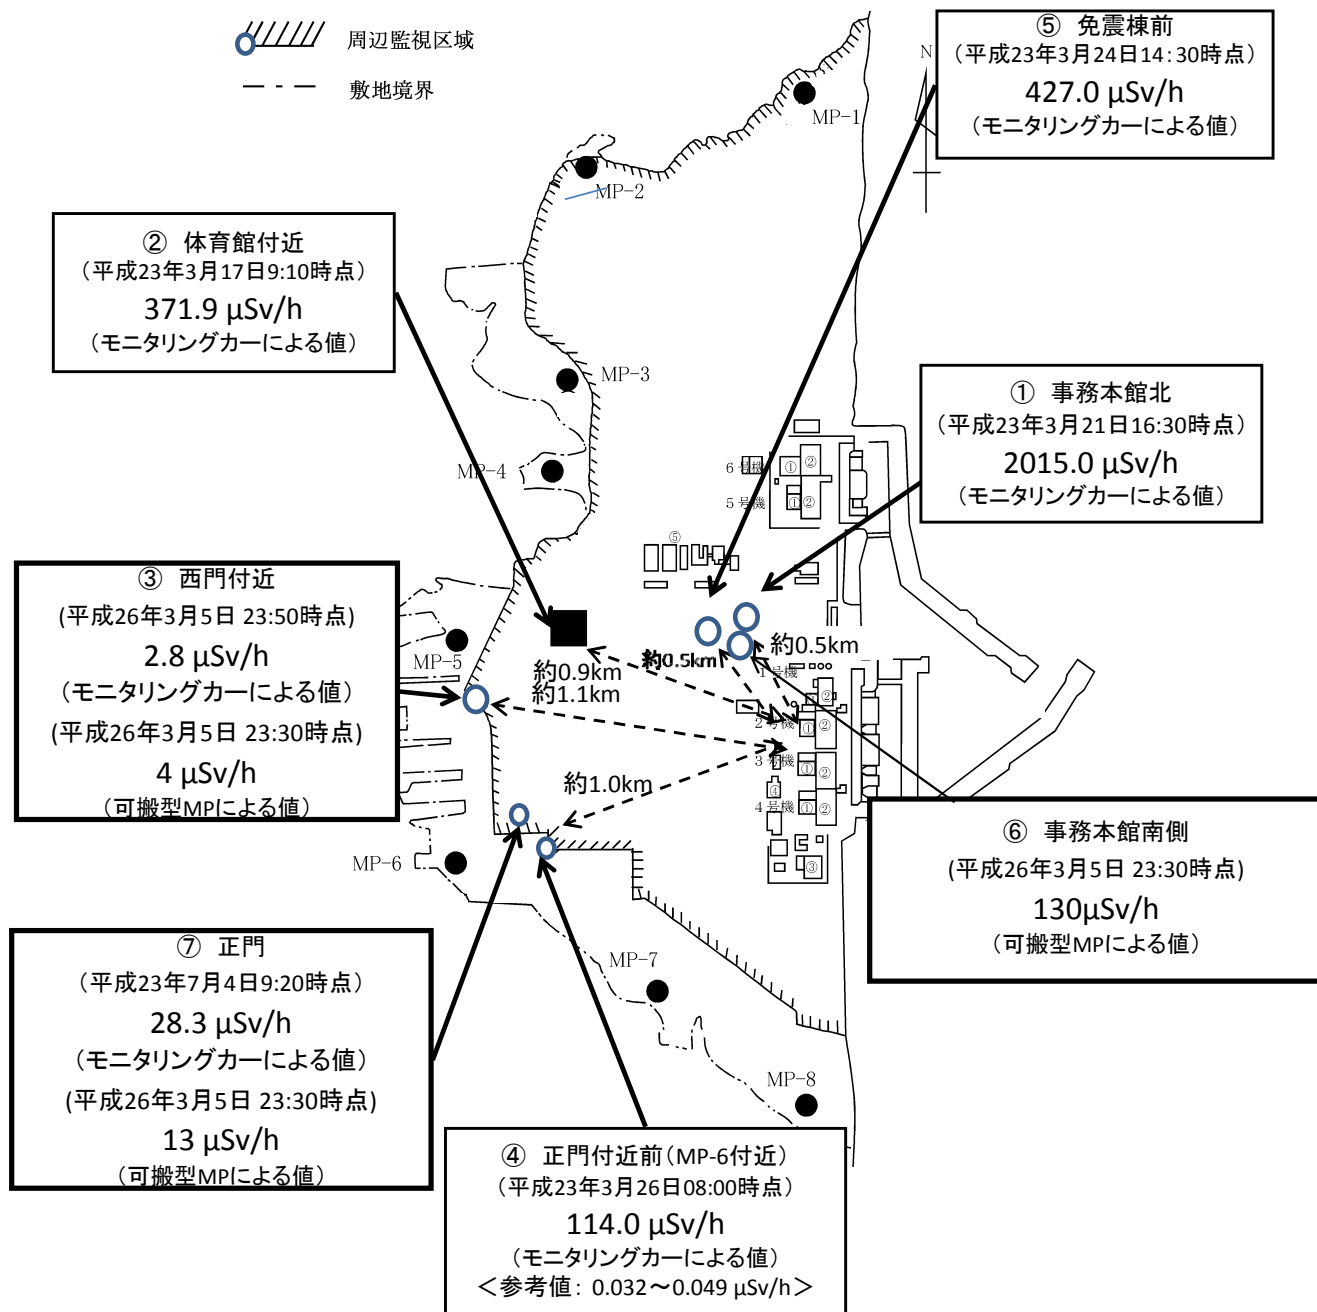 周辺監視区域
敷地境界
⑤ 免震棟前
（平成23年3月24日14：30時点）
427.0 μSv/h
（モニタリングカーによる値）
N
MP-1
MP-2
② 体育館付近
（平成23年3月17日9:10時点）
371.9 μSv/h
（モニタリングカーによる値）
MP-3
① 事務本館北
（平成23年3月21日16:30時点）
2015.0 μSv/h
（モニタリングカーによる値）
MP-4
6号機
① ②
5号機
① ②
⑤
③ 西門付近
(平成26年3月5日 23:50時点)
2.8 μSv/h
（モニタリングカーによる値）
(平成26年3月5日 23:30時点)
4 μSv/h
（可搬型MPによる値）
MP-5
約0.9km
約1.1km
約0.5km
約0.5km
1号機
②
2号機
① ②
3号機
① ②
④
4号機
① ②
③
約1.0km
MP-6
⑥ 事務本館南側
(平成26年3月5日 23:30時点)
130μSv/h
（可搬型MPによる値）
⑦ 正門
（平成23年7月4日9:20時点）
28.3 μSv/h
（モニタリングカーによる値）
(平成26年3月5日 23:30時点)
13 μSv/h
（可搬型MPによる値）
MP-7
MP-8
④ 正門付近前（MP-6付近）
（平成23年3月26日08:00時点）
114.0 μSv/h
（モニタリングカーによる値）
＜参考値： 0.032～0.049 μSv/h＞